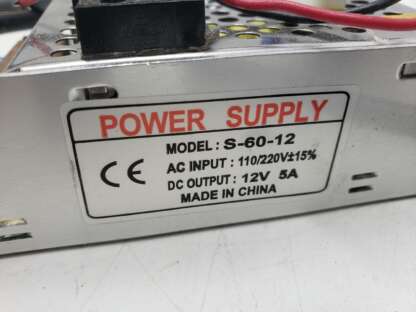 POWER SUPPLY
MODEL : S-60-12
CE
AC INPUT : 110/220V±15%
DC OUTPUT : 12V 5A
MADE IN CHINA